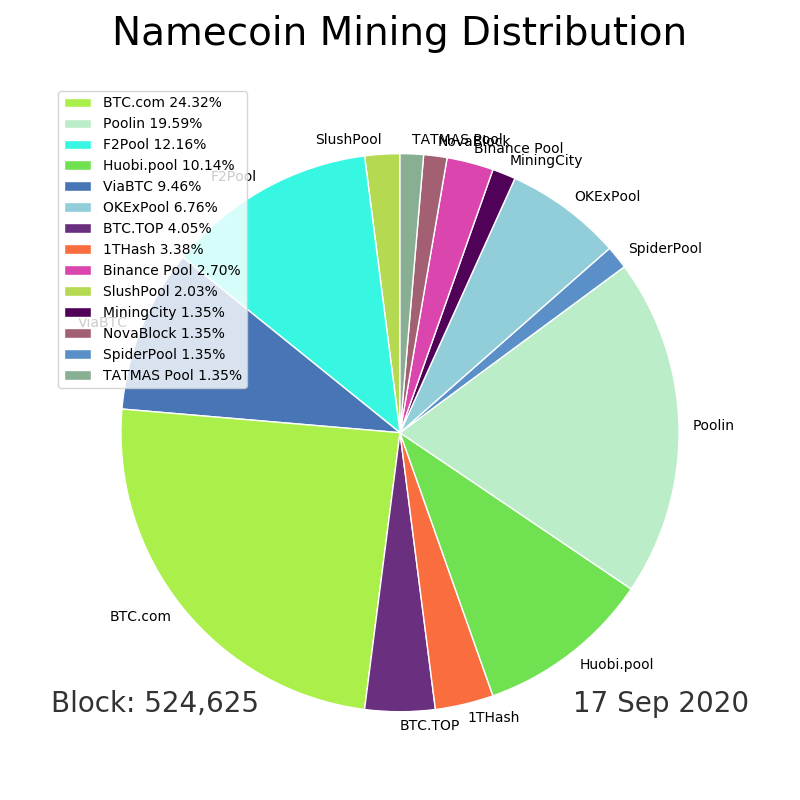 Namecoin Mining Distribution
BTC.com 24.32%
Poolin 19.59%
F2Pool 12.16%
Huobi.pool 10.14%
ViaBTC 9.46%
OKExPool 6.76%
BTC.TOP 4.05%
1THash 3.38%
Binance Pool 2.70%
SlushPool 2.03%
MiningCity 1.35%
NovaBlock 1.35%
SpiderPool 1.35%
TATMAS Pool 1.35%
SlushPool
TATMAS Pool
NovaBlock
Binance Pool
MiningCity
F2Pool
OKExPool
SpiderPool
ViaBTC
Poolin
BTC.com
Huobi.pool
BTC.TOP
1THash
Block: 524,625
17 Sep 2020